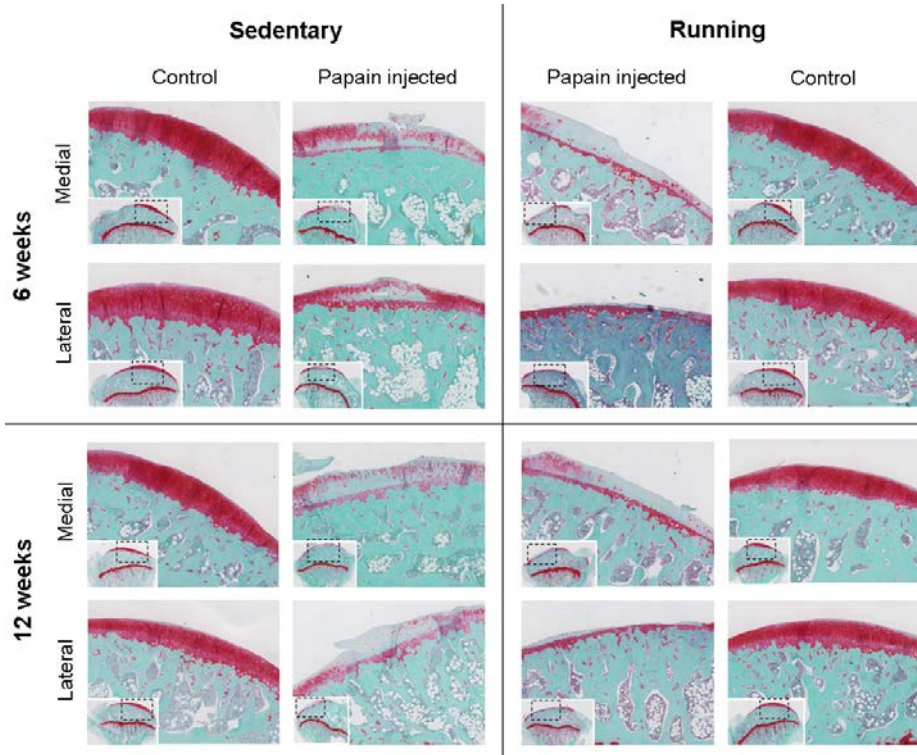 Sedentary
Running
Control
Papain injected
Papain injected
Control
6 weeks
Medial
Lateral
12 weeks
Medial
Lateral